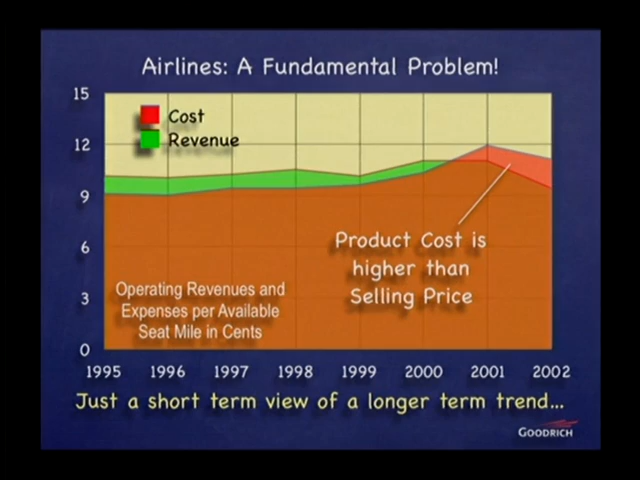 Airlines: A Fundamental Problem!
15
Cost
12
Revenue
9
6
Product Cost is
higher than
Selling Price
3
Operating Revenues and
Expenses per Available
Seat Mile in Cents
0
1995 1996 1997 1998 1999 2000 2001 2002
Just a short term view of a longer term trend...
GOODRICH